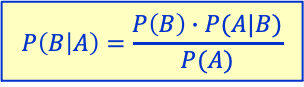 P(B|A) = P(B) · P(A|B) / P(A)